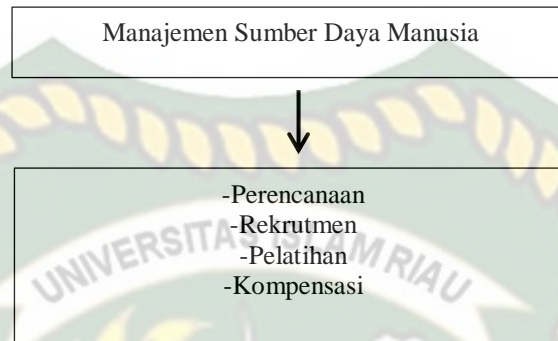 Manajemen Sumber Daya Manusia
-Perencanaan
-Rekrutmen
-Pelatihan
-Kompensasi
UNIVERSITAS ISLAM RIAU